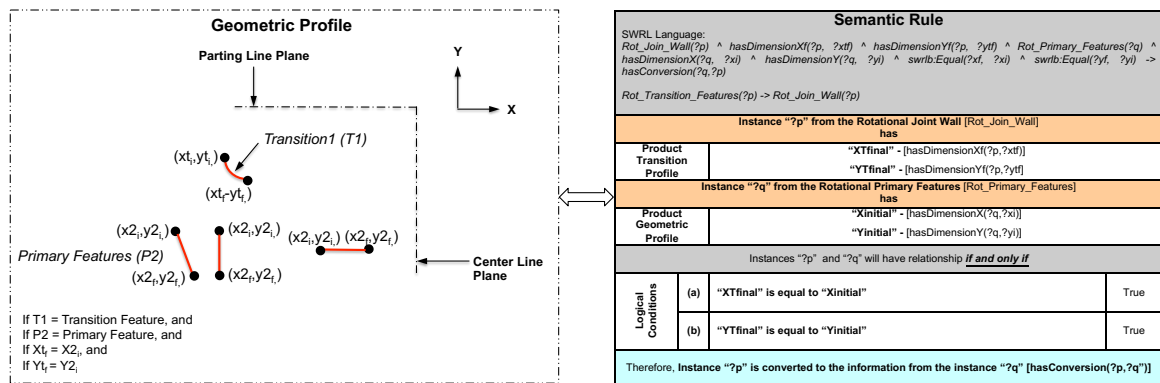 Geometric Profile
Parting Line Plane
Y
X
Transition1 (T1)
(xti,yti,)
(xtf-ytf,)
(x2i,y2i,)
(x2i,y2i,)
(x2i,y2i,) (x2f,y2f,)
Primary Features (P2)
(x2f,y2f,)
(x2f,y2f,)
Center Line
Plane
If T1 = Transition Feature, and
If P2 = Primary Feature, and
If Xtf = X2i, and
If Ytf = Y2i
Semantic Rule
SWRL Language:
Rot_Join_Wall(?p) ^ hasDimensionXf(?p, ?xtf) ^ hasDimensionYf(?p, ?ytf) ^ Rot_Primary_Features(?q) ^
hasDimensionX(?q, ?xi) ^ hasDimensionY(?q, ?yi) ^ swrlb:Equal(?xf, ?xi) ^ swrlb:Equal(?yf, ?yi) ->
hasConversion(?q,?p)
Rot_Transition_Features(?p) -> Rot_Join_Wall(?p)
Instance “?p” from the Rotational Joint Wall [Rot_Join_Wall]
has
Product
Transition
Profile
“XTfinal” - [hasDimensionXf(?p,?xtf)]
“YTfinal” - [hasDimensionYf(?p,?ytf]
Instance “?q” from the Rotational Primary Features [Rot_Primary_Features]
has
Product
Geometric
Profile
“Xinitial” - [hasDimensionX(?q,?xi)]
“Yinitial” - [hasDimensionY(?q,?yi)]
Instances “?p” and “?q” will have relationship if and only if
Logical
Conditions
(a) “XTfinal” is equal to “Xinitial” True
(b) “YTfinal” is equal to “Yinitial” True
Therefore, Instance “?p” is converted to the information from the instance “?q” [hasConversion(?p,?q”)]